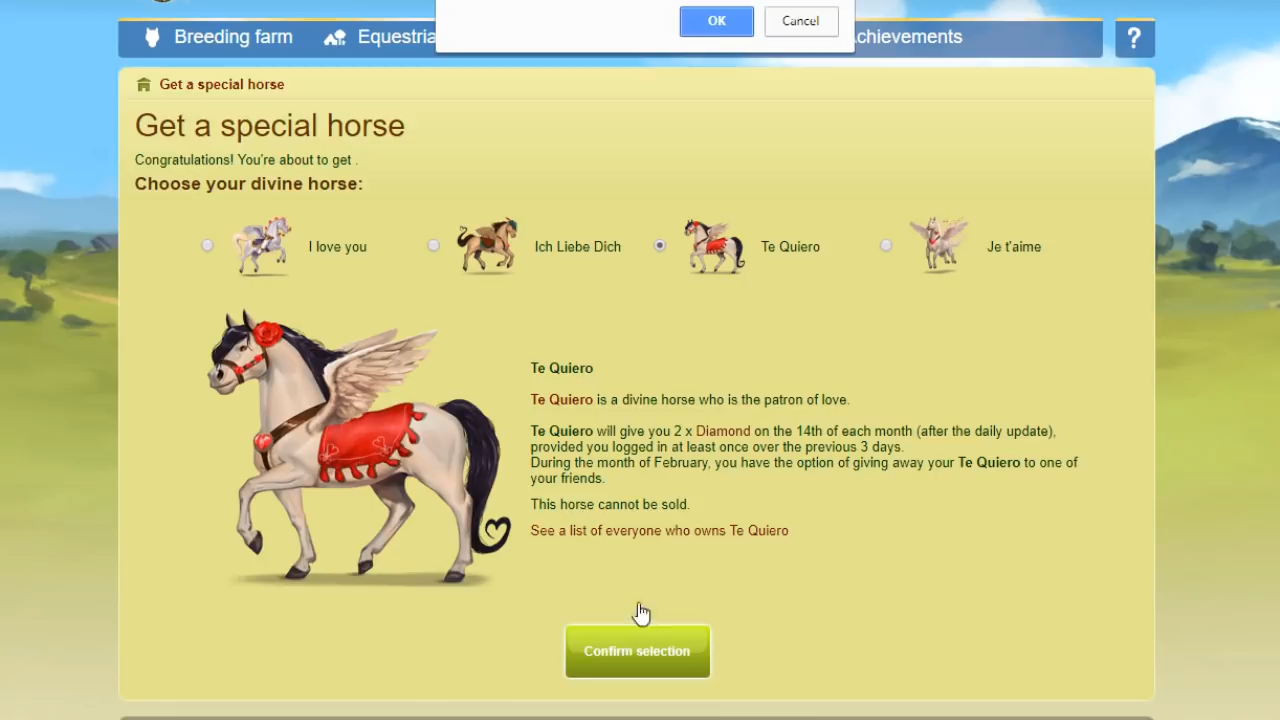 OK Cancel
Breeding farm Equestria chievements ?
Get a special horse
Get a special horse
Congratulations! You're about to get .
Choose your divine horse:
I love you Ich Liebe Dich Te Quiero Je t'aime
Te Quiero
Te Quiero is a divine horse who is the patron of love.
Te Quiero will give you 2 x Diamond on the 14th of each month (after the daily update),
provided you logged in at least once over the previous 3 days.
During the month of February, you have the option of giving away your Te Quiero to one of
your friends.
This horse cannot be sold.
See a list of everyone who owns Te Quiero
Confirm selection